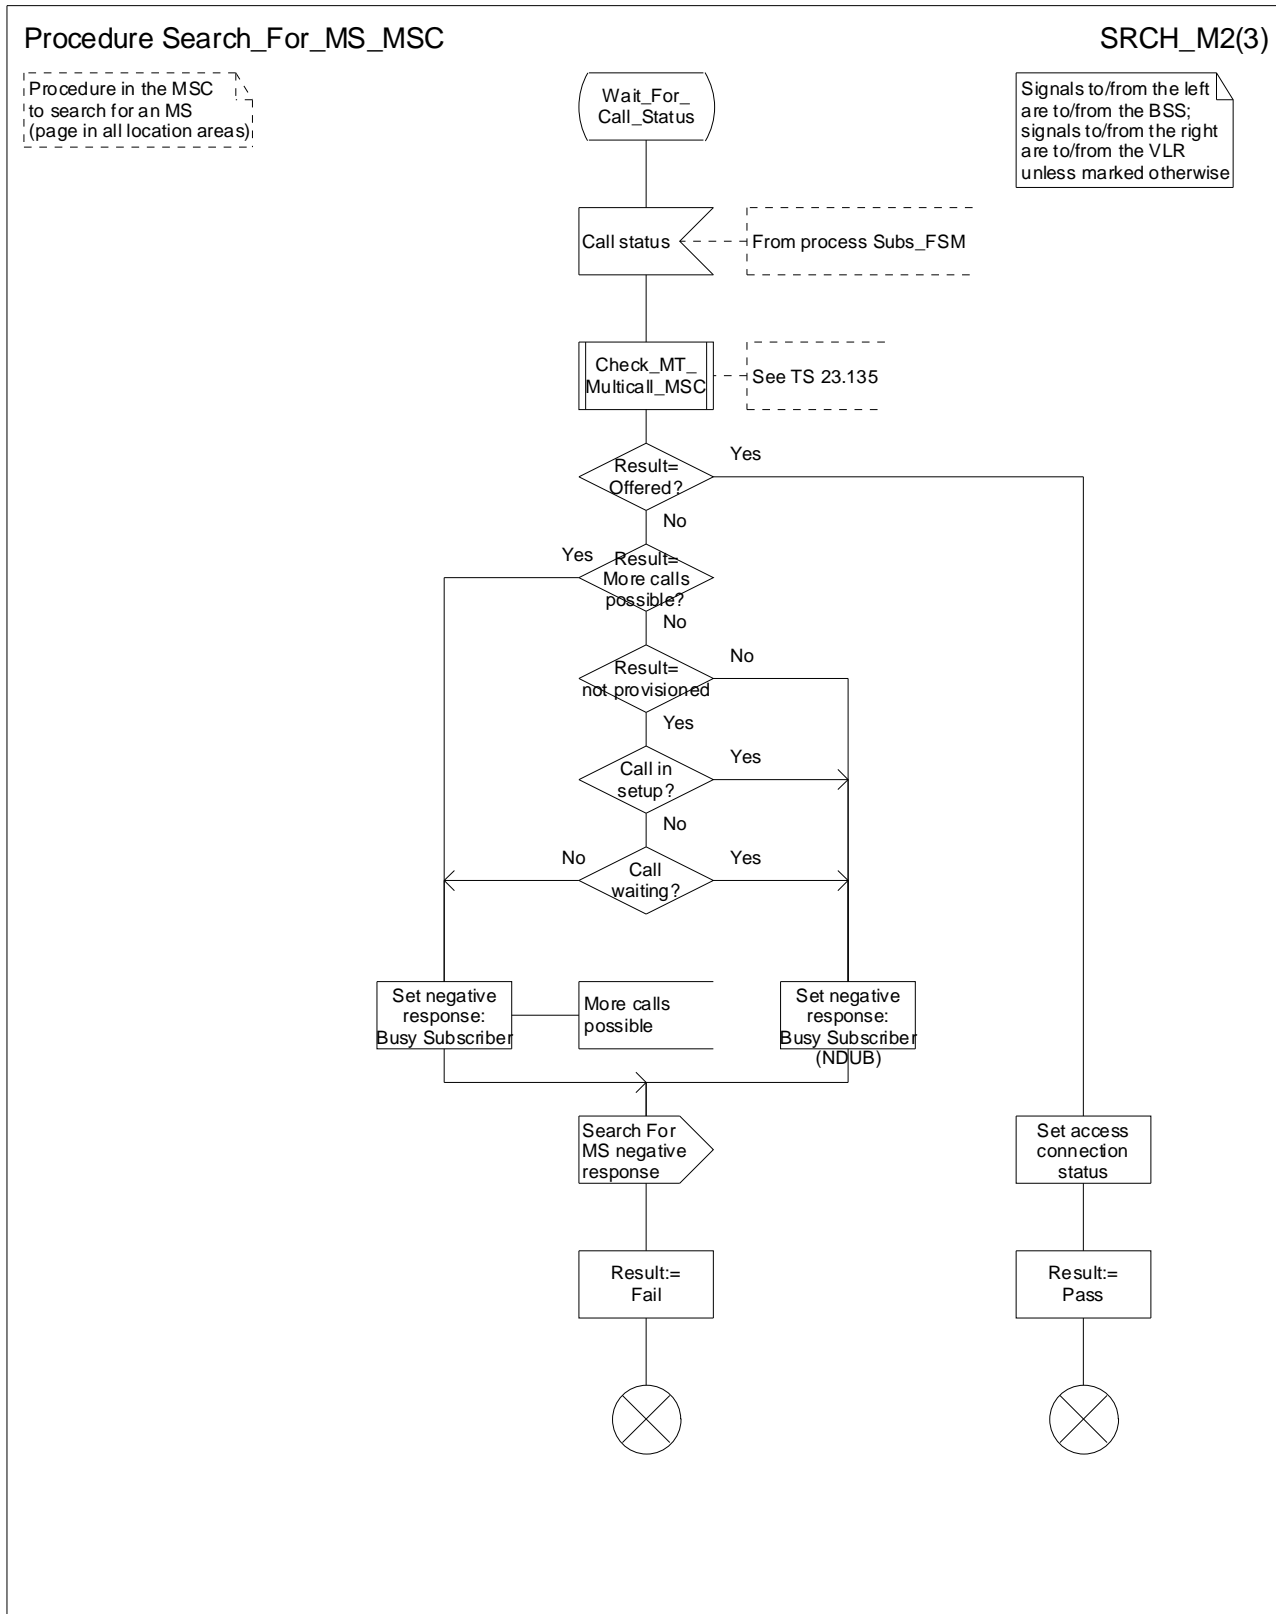 Procedure Search_For_MS_MSC
SRCH_M2(3)
Procedure in the MSC
to search for an MS
(page in all location areas)
Wait_For_
Call_Status
Signals to/from the left
are to/from the BSS;
signals to/from the right
are to/from the VLR
unless marked otherwise
Call status
From process Subs_FSM
Check_MT_
Multicall_MSC
See TS 23.135
Result=
Offered?
Yes
No
Result=
More calls
possible?
Yes
No
Result=
not provisioned
No
Yes
Call in
setup?
Yes
No
Call
waiting?
No
Yes
Set negative
response:
Busy Subscriber
More calls
possible
Set negative
response:
Busy Subscriber
(NDUB)
Search For
MS negative
response
Set access
connection
status
Result:=
Fail
Result:=
Pass